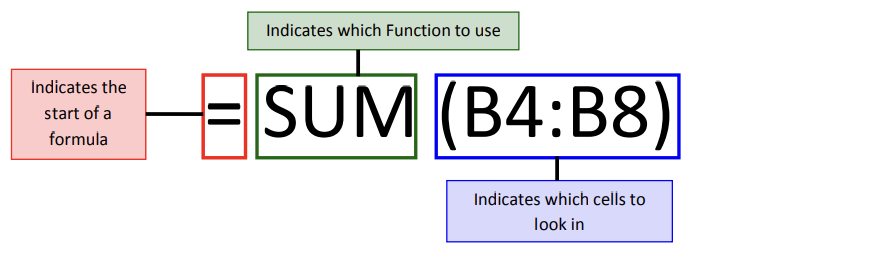 Indicates which Function to use
Indicates the
start of a
formula
= SUM (B4:B8)
Indicates which cells to
look in